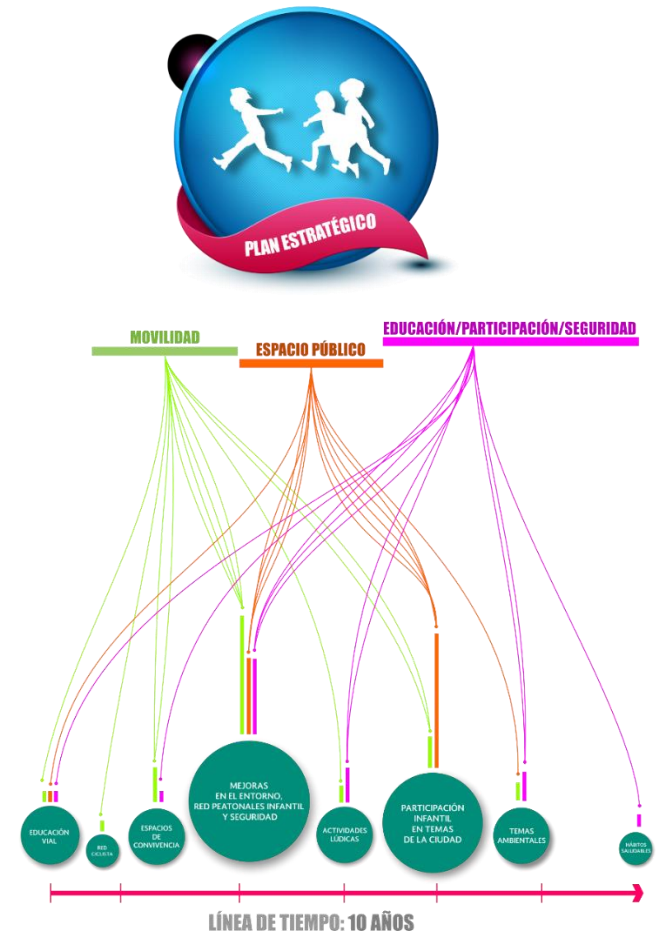 PLAN ESTRATÉGICO
MOVILIDAD
ESPACIO PÚBLICO
EDUCACIÓN/PARTICIPACIÓN/SEGURIDAD
EDUCACIÓN
VIAL
RED
CICLISTA
ESPACIOS
DE
CONVIVENCIA
MEJORAS
EN EL ENTORNO,
RED PEATONALES INFANTIL
Y SEGURIDAD
ACTIVIDADES
LÚDICAS
PARTICIPACIÓN
INFANTIL
EN TEMAS
DE LA CIUDAD
TEMAS
AMBIENTALES
HÁBITOS
SALUDABLES
LÍNEA DE TIEMPO: 10 AÑOS